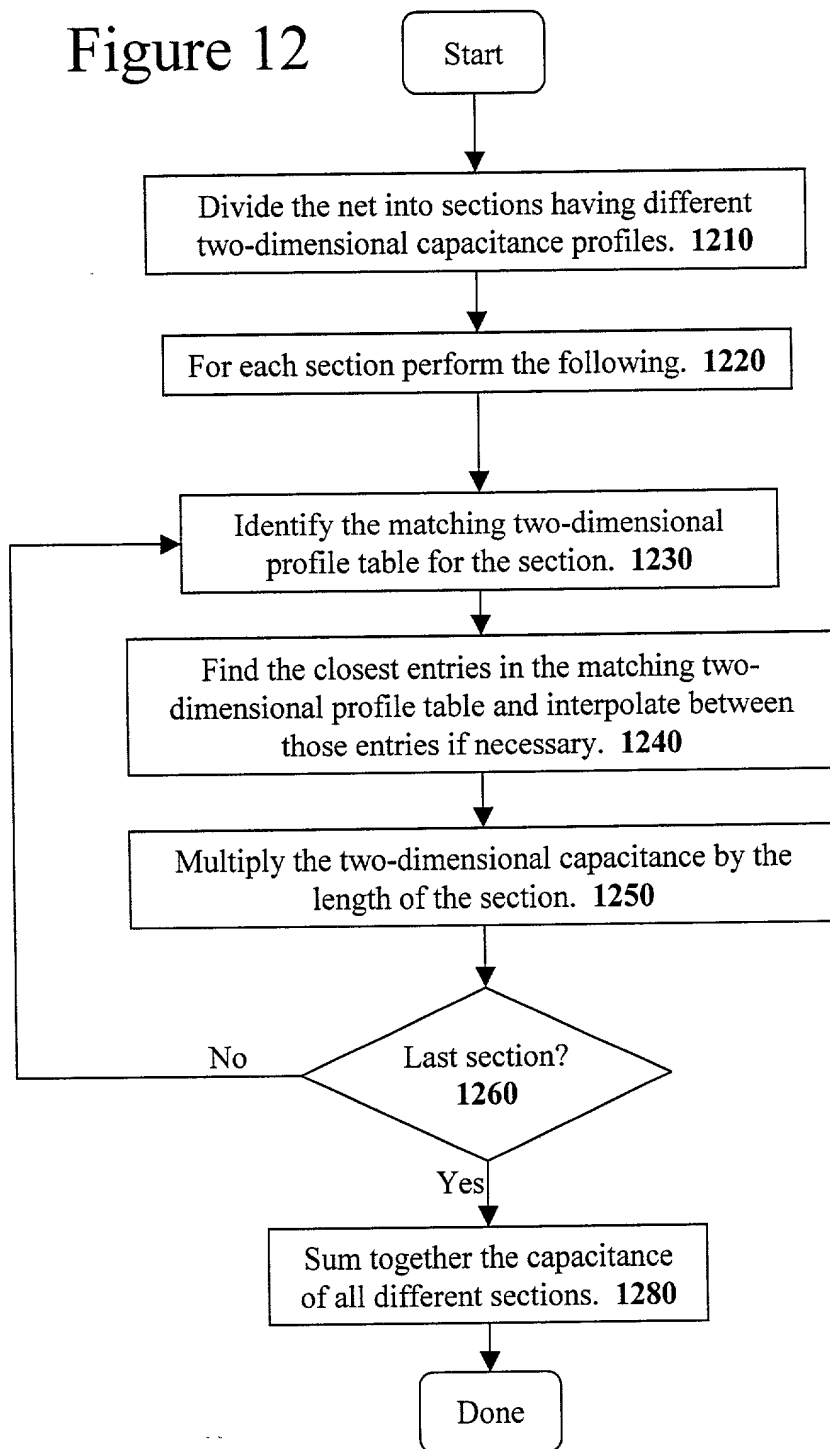 Figure 12
Start
Divide the net into sections having different
two-dimensional capacitance profiles. 1210
For each section perform the following. 1220
Identify the matching two-dimensional
profile table for the section. 1230
Find the closest entries in the matching two-
dimensional profile table and interpolate between
those entries if necessary. 1240
Multiply the two-dimensional capacitance by the
length of the section. 1250
Last section?
1260
No
Yes
Sum together the capacitance
of all different sections. 1280
Done